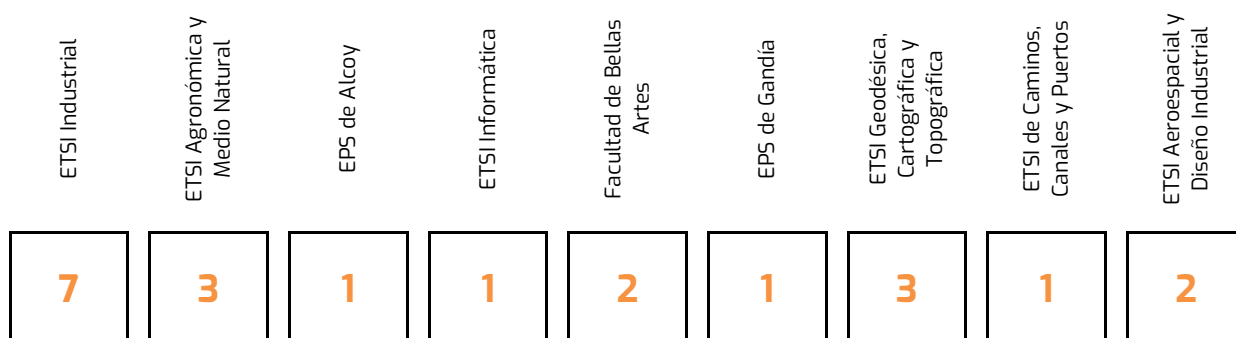 ETSI Industrial
ETSI Agronómica y
Medio Natural
EPS de Alcoy
ETSI Informática
Facultad de Bellas
Artes
EPS de Gandía
ETSI Geodésica,
Cartográfica y
Topográfica
ETSI de Caminos,
Canales y Puertos
ETSI Aeroespacial y
Diseño Industrial
7
3
1
1
2
1
3
1
2